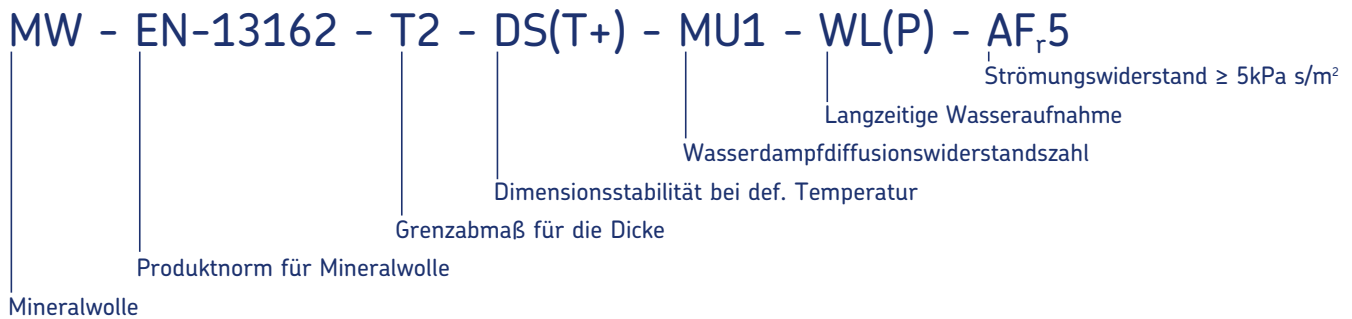 MW - EN-13162 - T2 - DS(T+) - MU1 - WL(P) - AFr5
Strömungswiderstand ≥ 5kPa s/m²
Langzeitige Wasseraufnahme
Wasserdampfdiffusionswiderstandszahl
Dimensionsstabilität bei def. Temperatur
Grenzabmaß für die Dicke
Produktnorm für Mineralwolle
Mineralwolle